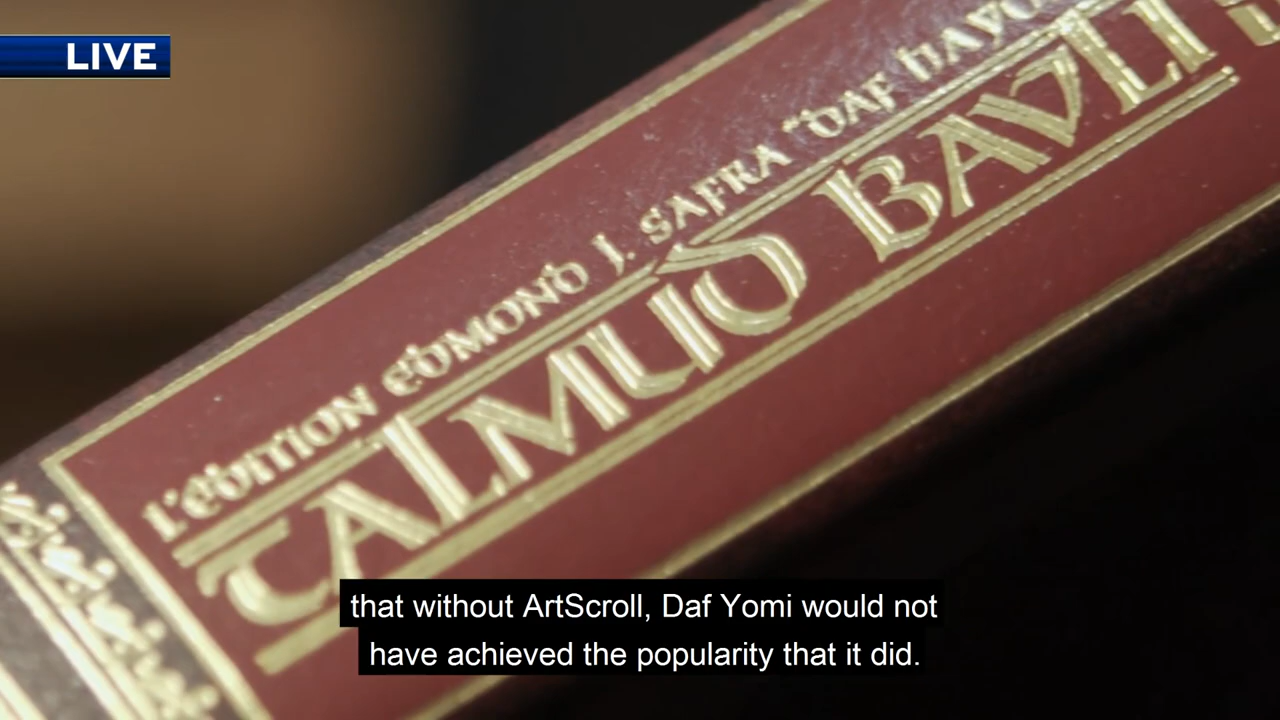 LIVE
L'ÉDITION EDMOND J. SAFRA "DAF HAYO
TALMUD BAVLI
that without ArtScroll, Daf Yomi would not
have achieved the popularity that it did.